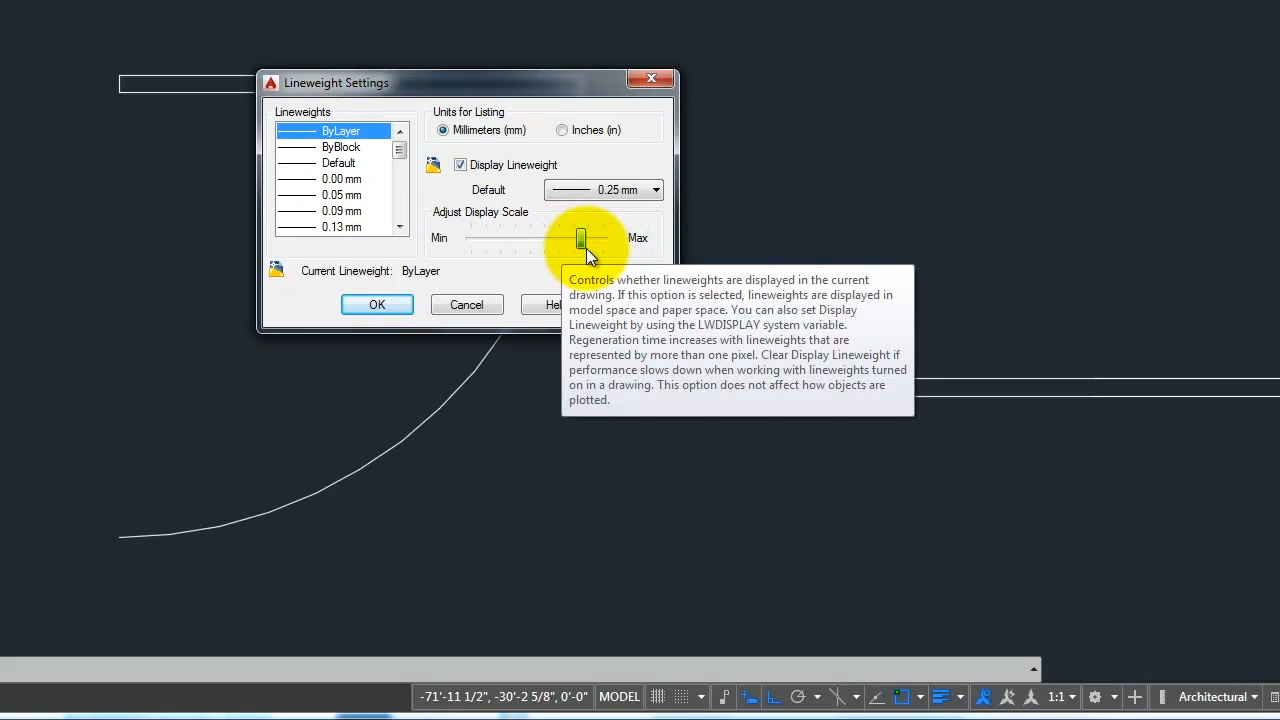 Lineweight Settings
Lineweights
ByLayer
ByBlock
Default
0.00 mm
0.05 mm
0.09 mm
0.13 mm
Units for Listing
Millimeters (mm)
Inches (in)
Display Lineweight
Default
0.25 mm
Adjust Display Scale
Min
Max
Current Lineweight: ByLayer
OK
Cancel
Controls whether lineweights are displayed in the current
drawing. If this option is selected, lineweights are displayed in
model space and paper space. You can also set Display
Lineweight by using the LWDISPLAY system variable.
Regeneration time increases with lineweights that are
represented by more than one pixel. Clear Display Lineweight if
performance slows down when working with lineweights turned
on in a drawing. This option does not affect how objects are
plotted.
-71'-11 1/2", -30'-2 5/8", 0'-0"
MODEL
1:1
Architectural